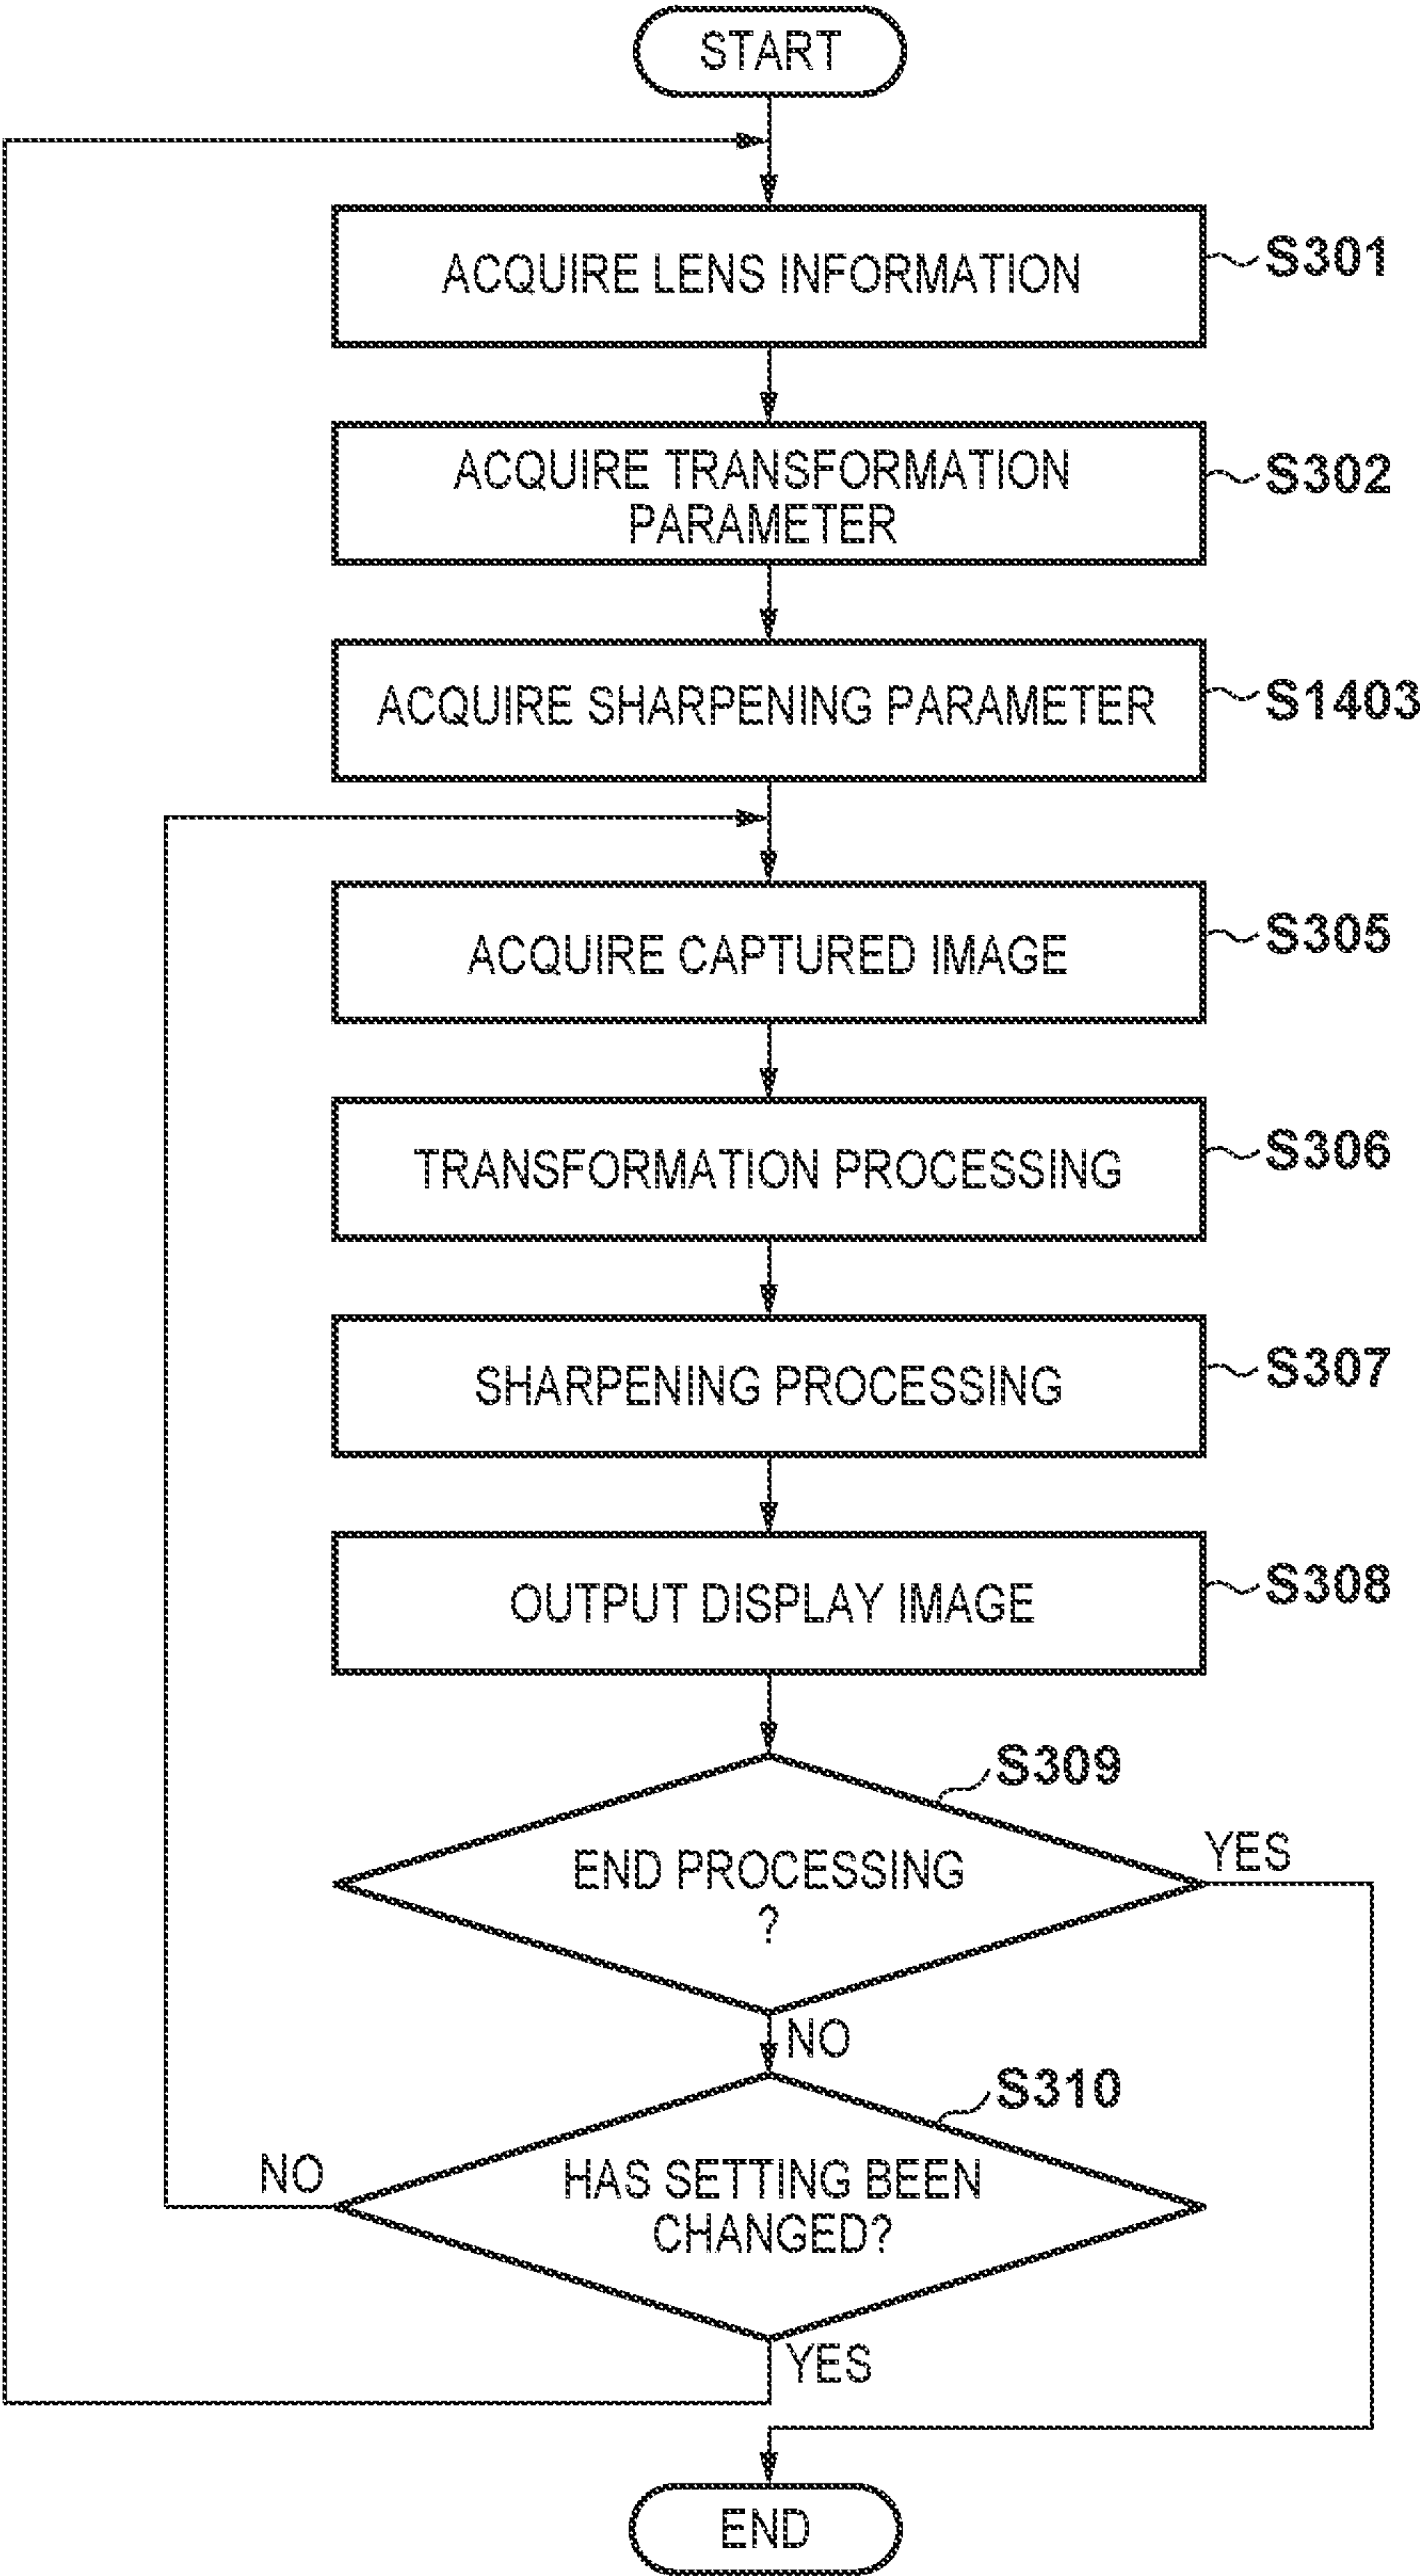 START
ACQUIRE LENS INFORMATION
S301
ACQUIRE TRANSFORMATION
PARAMETER
S302
ACQUIRE SHARPENING PARAMETER
S1403
ACQUIRE CAPTURED IMAGE
S305
TRANSFORMATION PROCESSING
S306
SHARPENING PROCESSING
S307
OUTPUT DISPLAY IMAGE
S308
S309
END PROCESSING
?
YES
NO
S310
HAS SETTING BEEN
CHANGED?
NO
YES
END